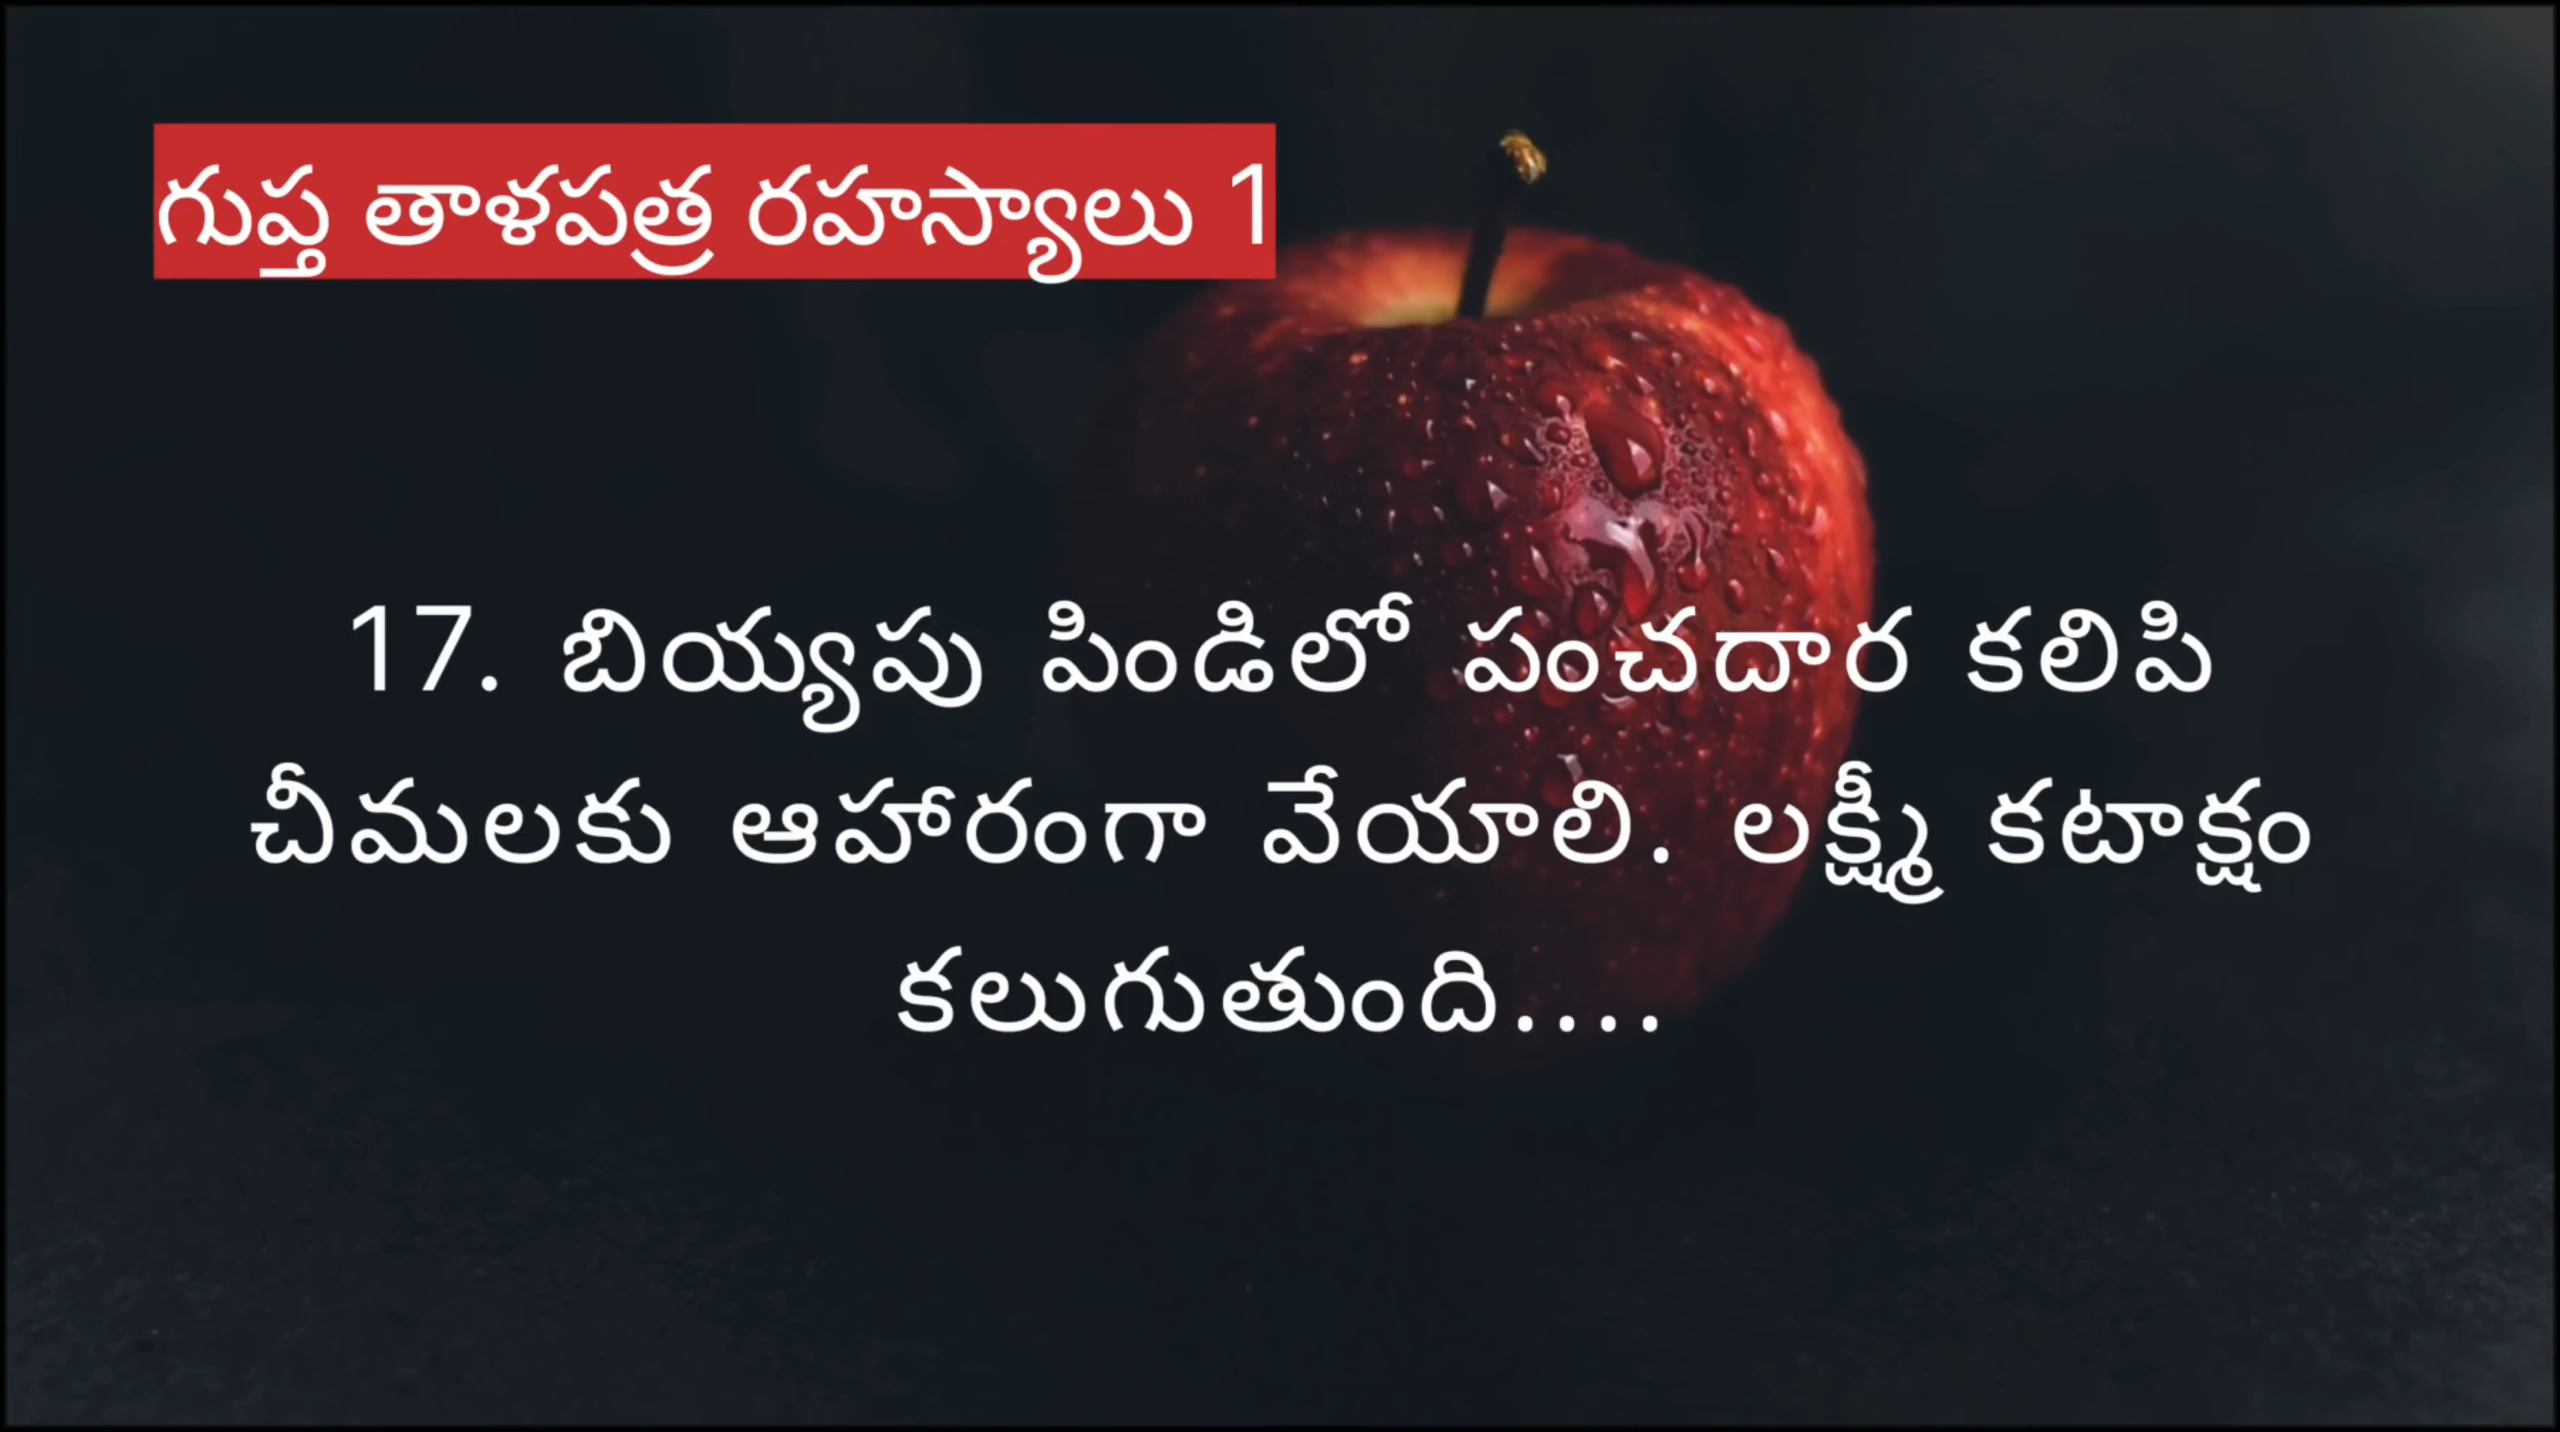 గుప్త తాళపత్ర రహస్యాలు 1
17. బియ్యపు పిండిలో పంచదార కలిపి
చీమలకు ఆహారంగా వేయాలి. లక్ష్మీ కటాక్షం
కలుగుతుంది....